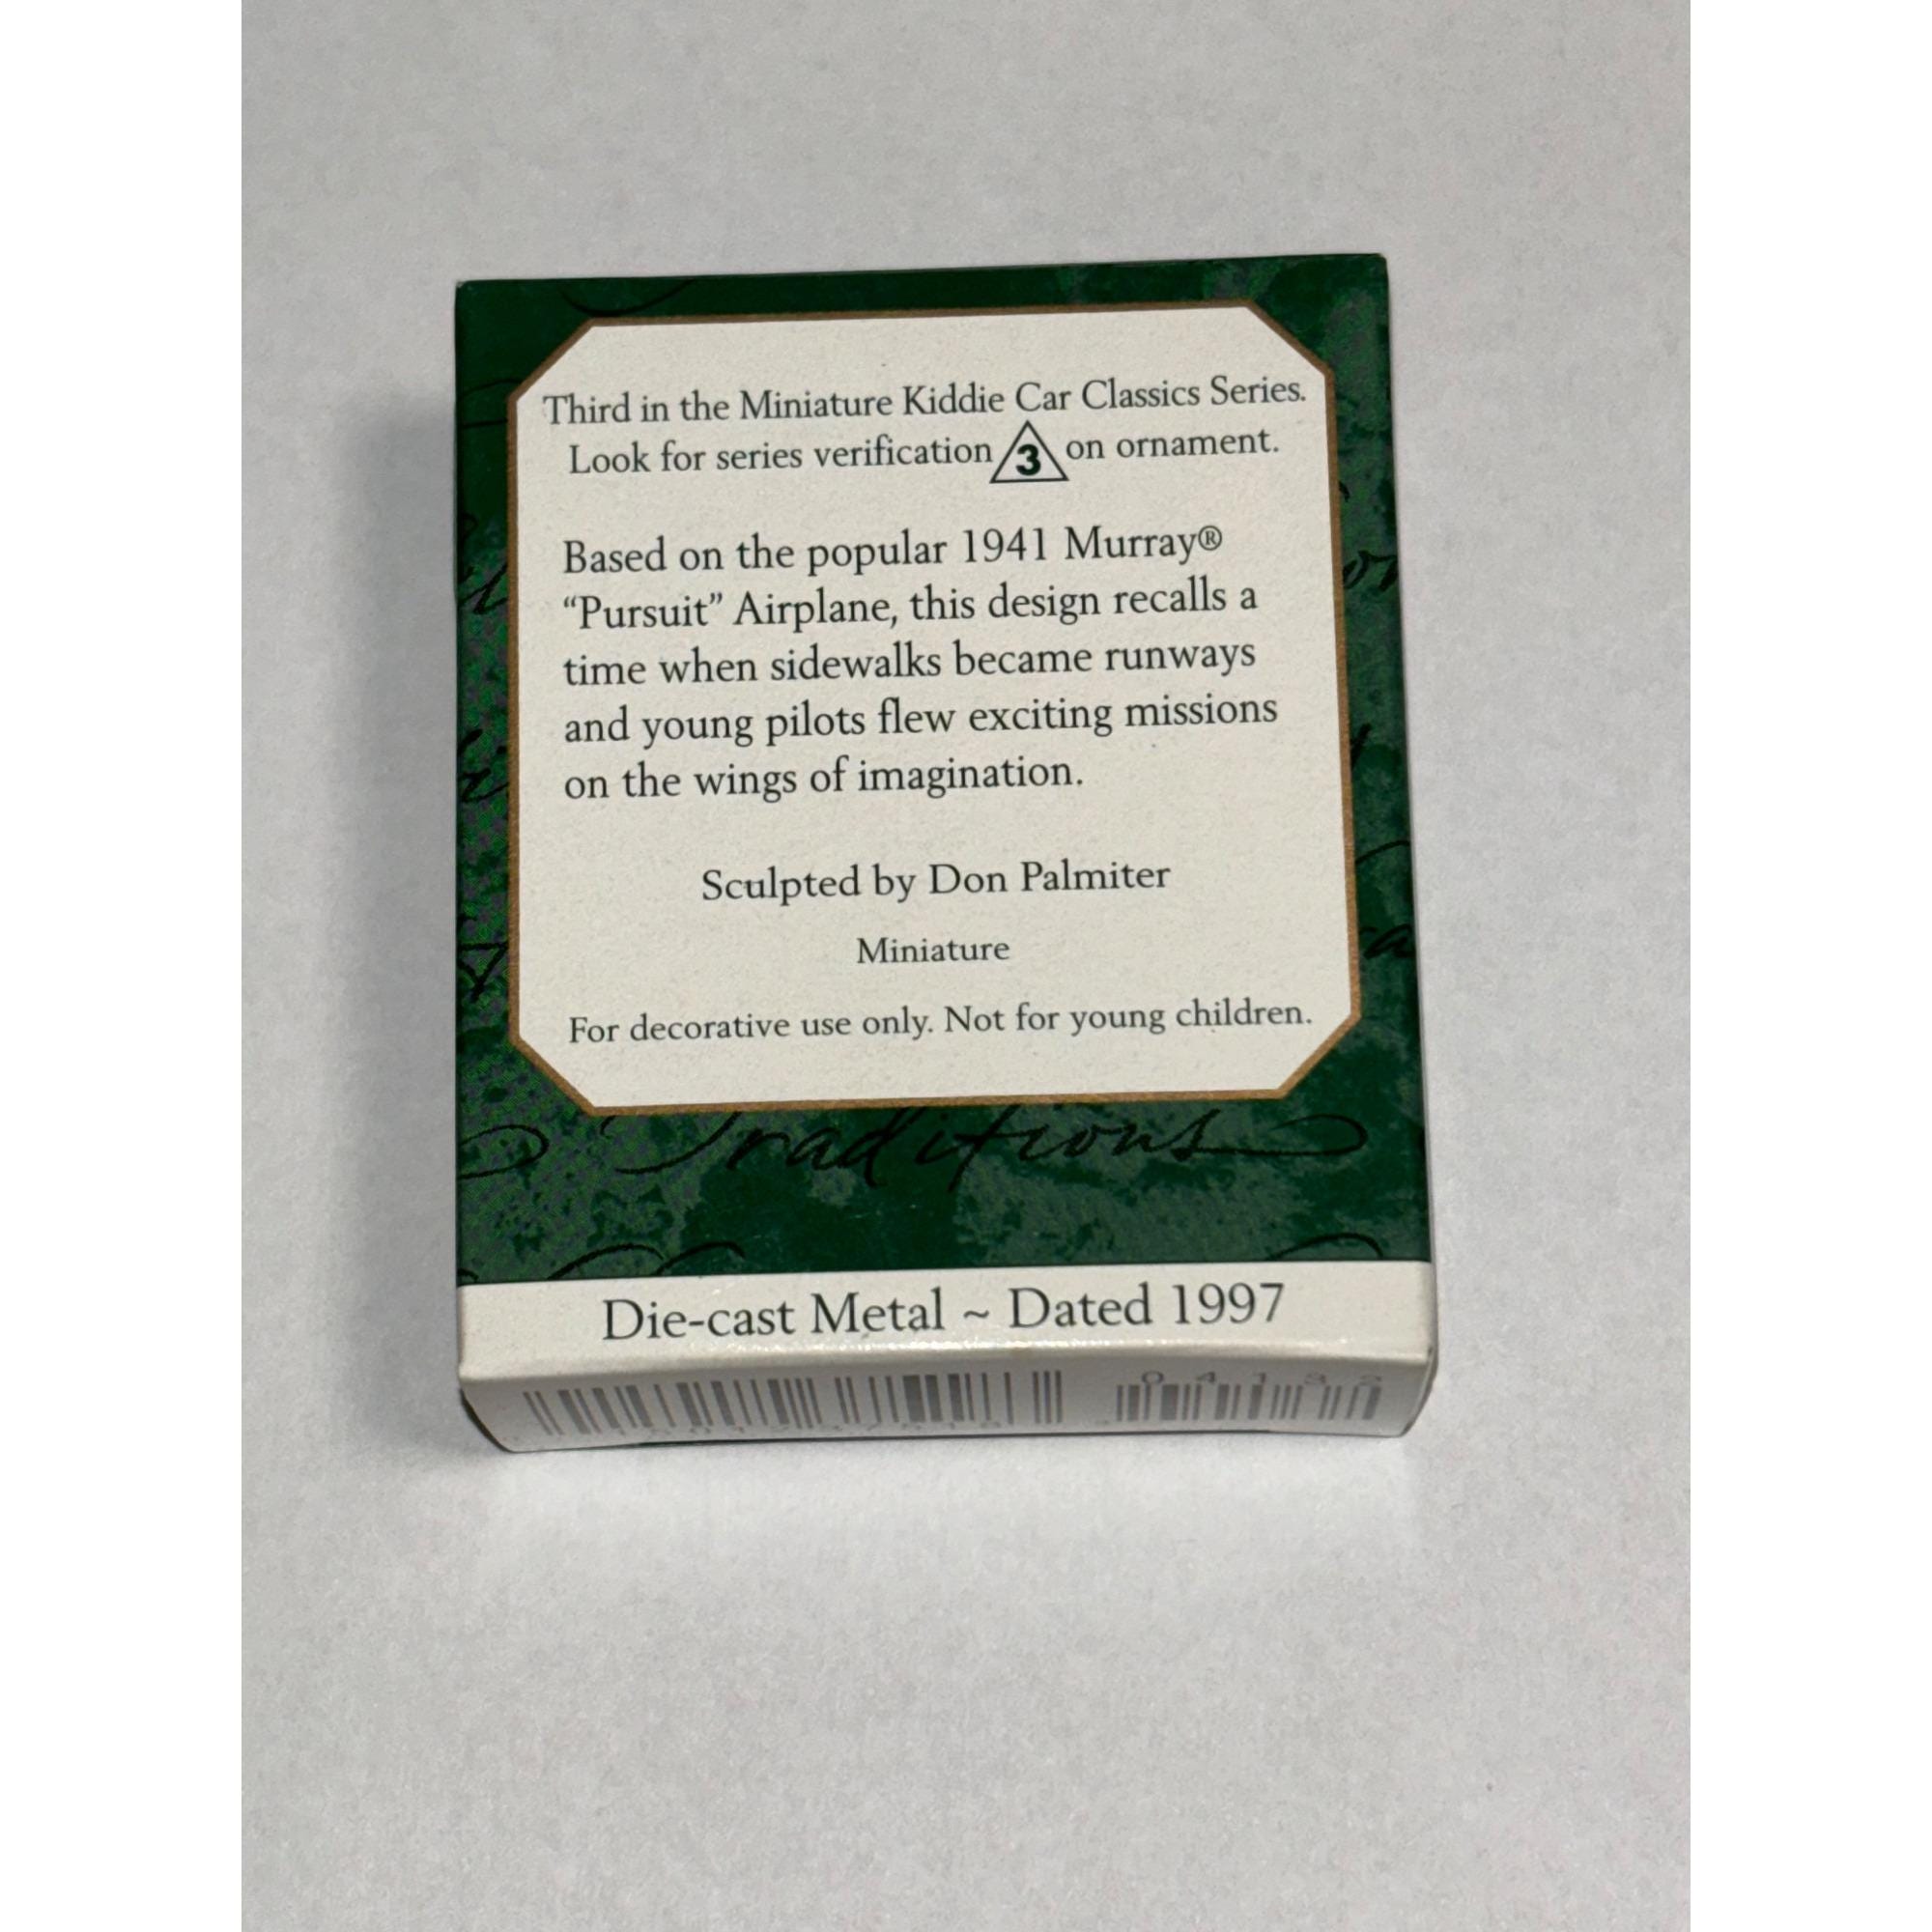 Third in the Miniature Kiddie Car Classics Series.
Look for series verification 3 on ornament.
Based on the popular 1941 Murray®
“Pursuit” Airplane, this design recalls a
time when sidewalks became runways
and young pilots flew exciting missions
on the wings of imagination.
Sculpted by Don Palmiter
Miniature
For decorative use only. Not for young children.
Traditions
Die-cast Metal ~ Dated 1997